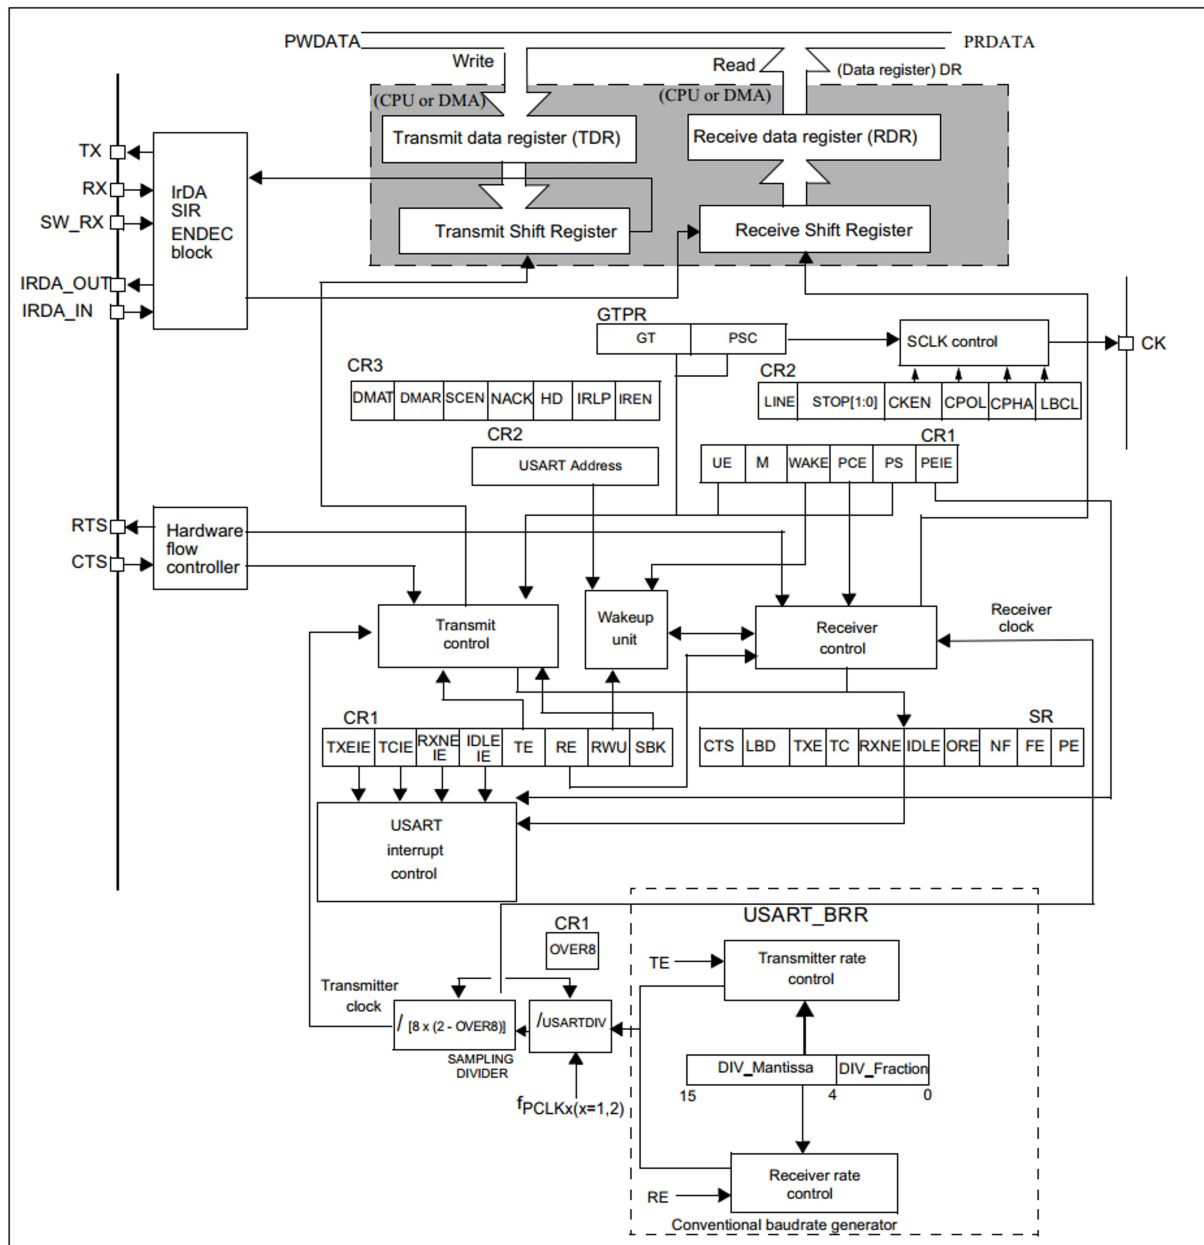 PWDATA
PRDATA
Write
Read
(Data register) DR
(CPU or DMA)
(CPU or DMA)
Transmit data register (TDR)
Receive data register (RDR)
TX
RX
SW_RX
IRDA_OUT
IRDA_IN
IrDA
SIR
ENDEC
block
Transmit Shift Register
Receive Shift Register
GTPR
GT
PSC
SCLK control
CK
CR3
DMAT
DMAR
SCEN
NACK
HD
IRLP
IREN
CR2
LINE
STOP[1:0]
CKEN
CPOL
CPHA
LBCL
CR2
USART Address
CR1
UE
M
WAKE
PCE
PS
PEIE
RTS
CTS
Hardware
flow
controller
Transmit
control
Wakeup
unit
Receiver
control
Receiver
clock
CR1
TXEIE
TCIE
RXNE
IE
IDLE
IE
TE
RE
RWU
SBK
SR
CTS
LBD
TXE
TC
RXNE
IDLE
ORE
NF
FE
PE
USART
interrupt
control
USART_BRR
CR1
OVER8
TE
Transmitter rate
control
Transmitter
clock
/ [8 x (2 - OVER8)]
/USARTDIV
SAMPLING
DIVIDER
DIV_Mantissa
DIV_Fraction
15
4
0
fPCLKx(x=1,2)
Receiver rate
control
RE
Conventional baudrate generator